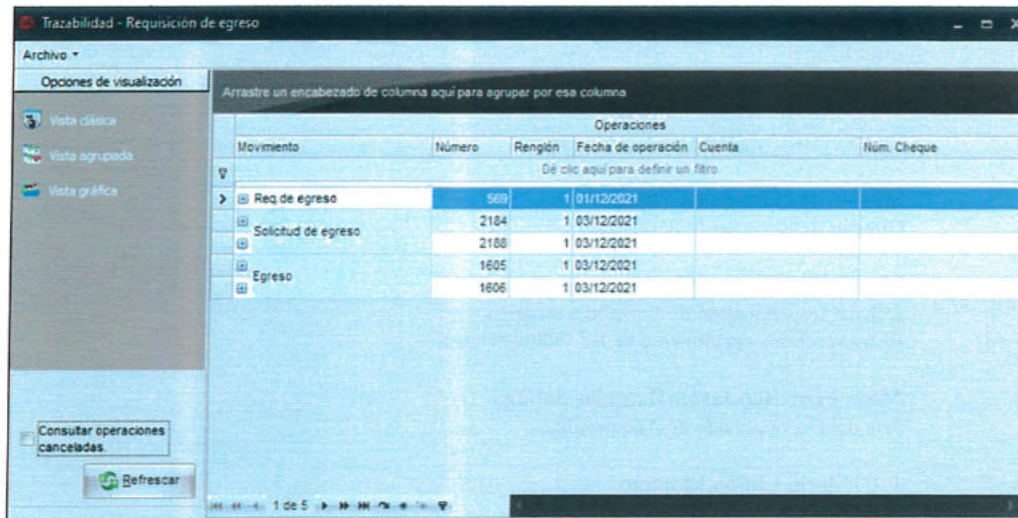 Trazabilidad - Requisición de egreso
Archivo
Opciones de visualización
Vista clásica
Vista agrupada
Vista gráfica
Arrastre un encabezado de columna aquí para agrupar por esa columna
Operaciones
Movimiento Número Renglón Fecha de operación Cuenta Núm. Cheque
Dé clic aquí para definir un filtro
Req.de egreso 569 1 01/12/2021
Solicitud de egreso 2184 1 03/12/2021
2188 1 03/12/2021
Egreso 1605 1 03/12/2021
1606 1 03/12/2021
Consultar operaciones
canceladas.
Refrescar
1 de 5